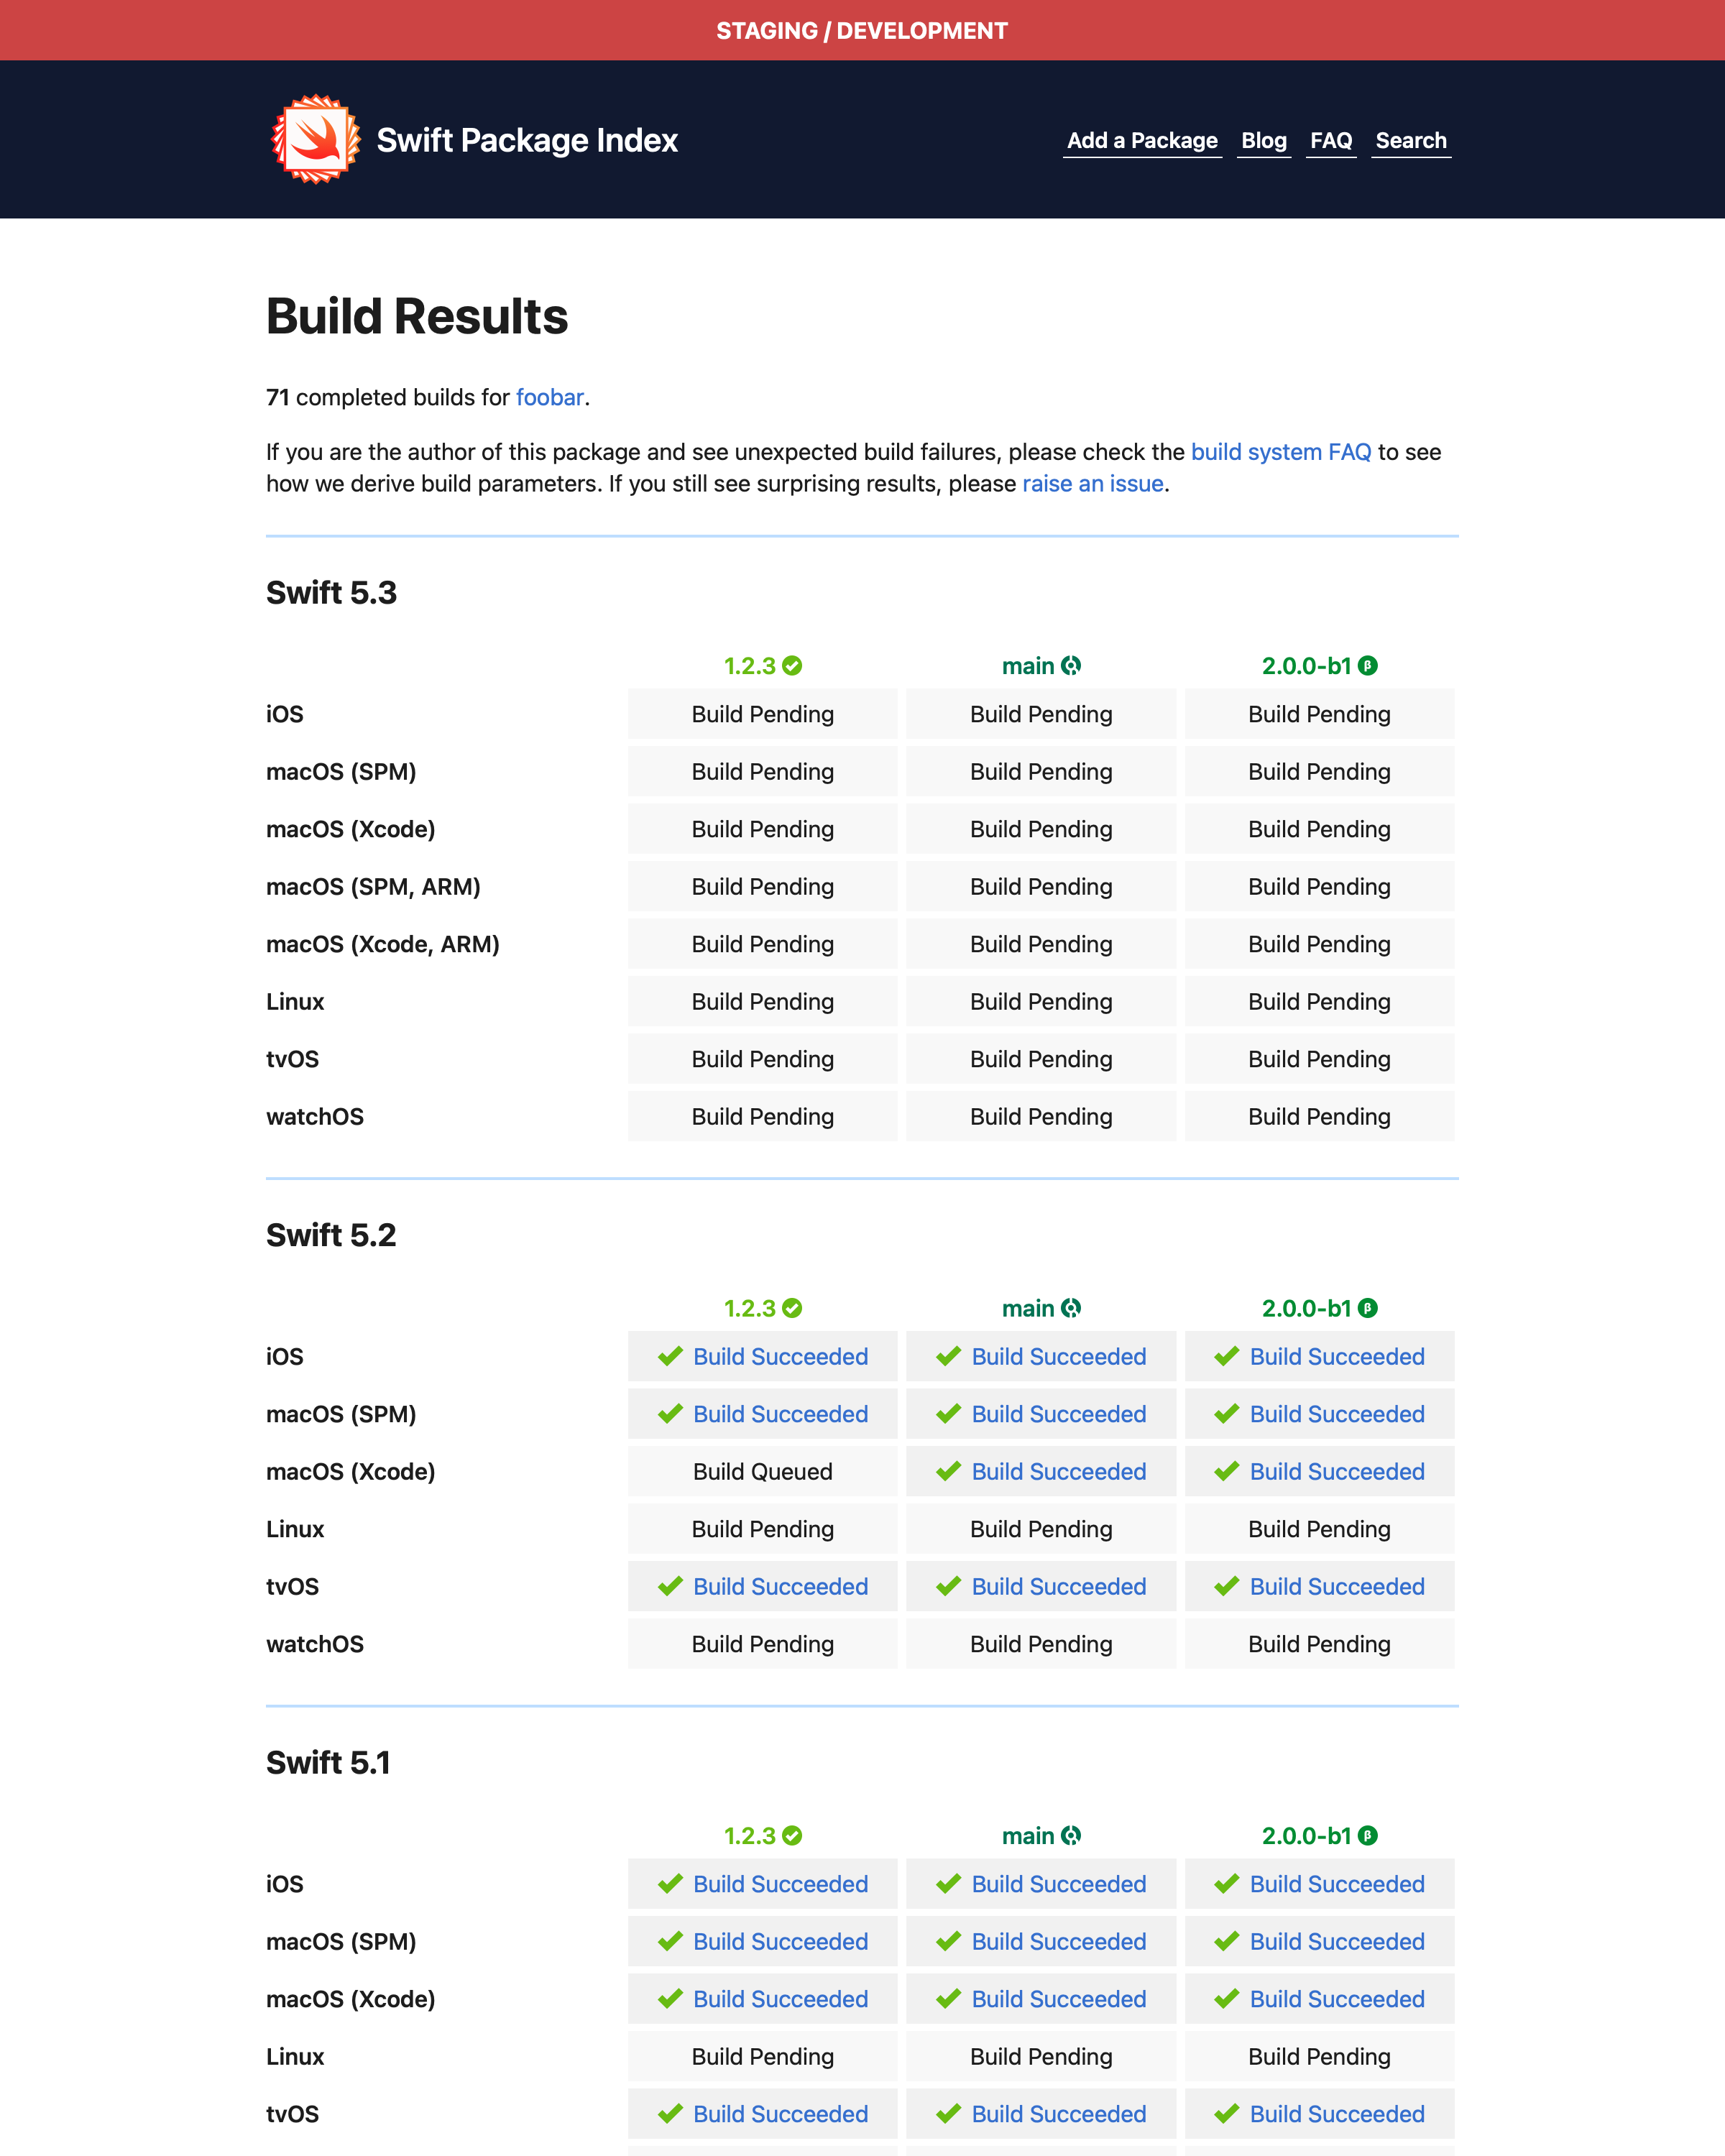 STAGING / DEVELOPMENT
Swift Package Index
Add a Package Blog FAQ Search
Build Results
71 completed builds for foobar.
If you are the author of this package and see unexpected build failures, please check the build system FAQ to see
how we derive build parameters. If you still see surprising results, please raise an issue.
Swift 5.3
1.2.3 main 2.0.0-b1 β
iOS Build Pending Build Pending Build Pending
macOS (SPM) Build Pending Build Pending Build Pending
macOS (Xcode) Build Pending Build Pending Build Pending
macOS (SPM, ARM) Build Pending Build Pending Build Pending
macOS (Xcode, ARM) Build Pending Build Pending Build Pending
Linux Build Pending Build Pending Build Pending
tvOS Build Pending Build Pending Build Pending
watchOS Build Pending Build Pending Build Pending
Swift 5.2
1.2.3 main 2.0.0-b1 β
iOS Build Succeeded Build Succeeded Build Succeeded
macOS (SPM) Build Succeeded Build Succeeded Build Succeeded
macOS (Xcode) Build Queued Build Succeeded Build Succeeded
Linux Build Pending Build Pending Build Pending
tvOS Build Succeeded Build Succeeded Build Succeeded
watchOS Build Pending Build Pending Build Pending
Swift 5.1
1.2.3 main 2.0.0-b1 β
iOS Build Succeeded Build Succeeded Build Succeeded
macOS (SPM) Build Succeeded Build Succeeded Build Succeeded
macOS (Xcode) Build Succeeded Build Succeeded Build Succeeded
Linux Build Pending Build Pending Build Pending
tvOS Build Succeeded Build Succeeded Build Succeeded